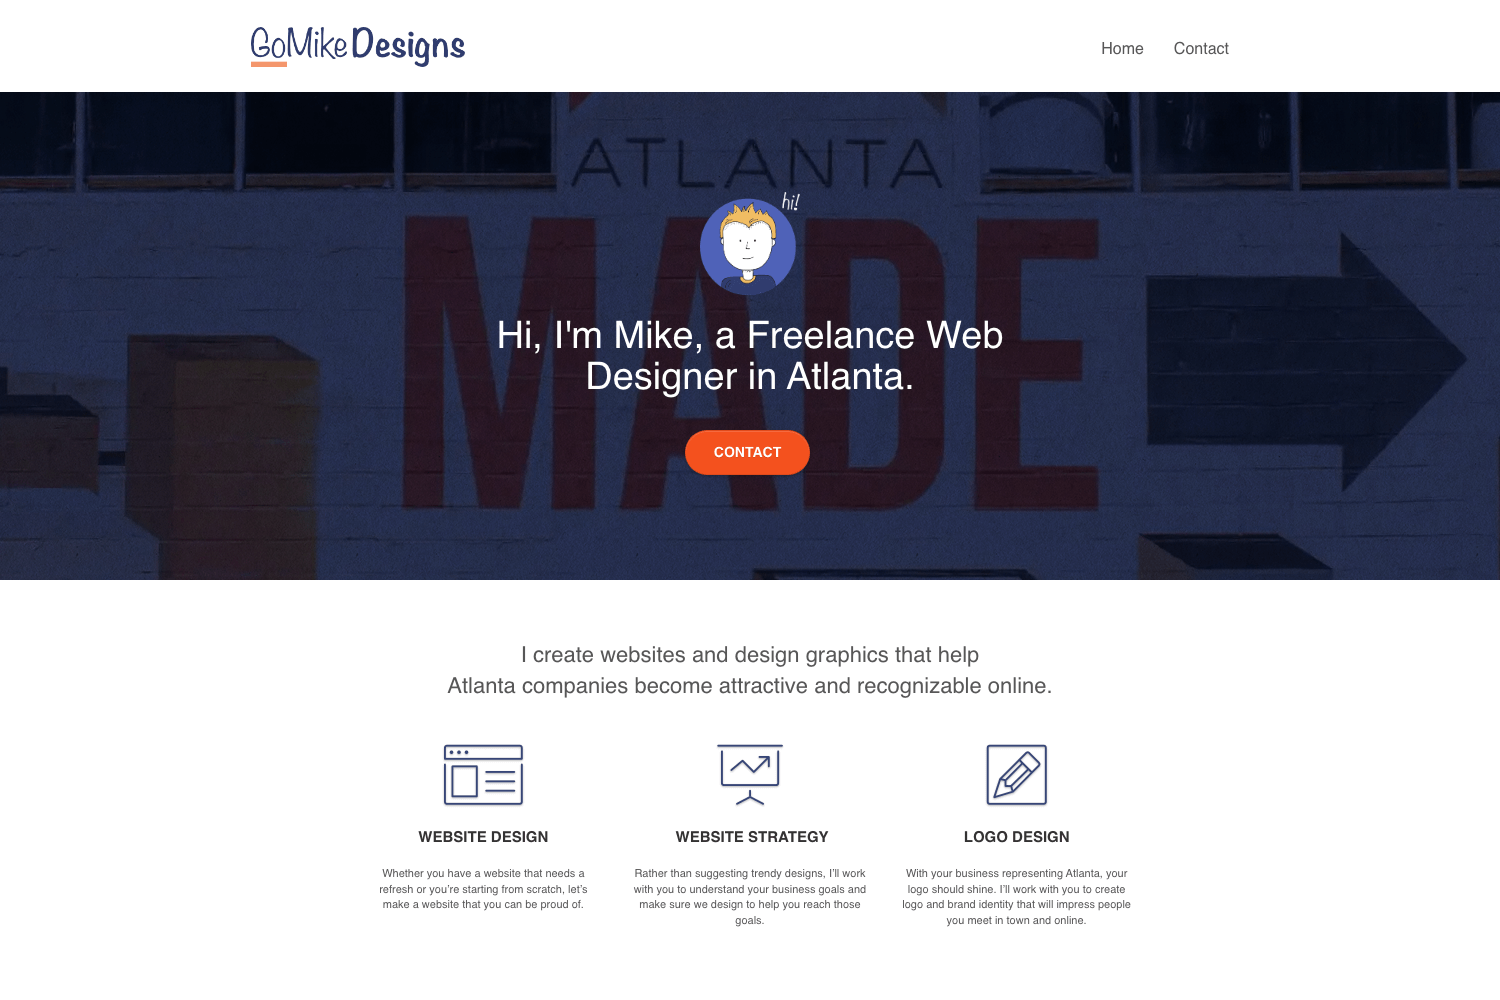 GoMike Designs
Home Contact
ATLANTA
hi!
MADE
Hi, I'm Mike, a Freelance Web
Designer in Atlanta.
CONTACT
I create websites and design graphics that help
Atlanta companies become attractive and recognizable online.
WEBSITE DESIGN
Whether you have a website that needs a
refresh or you’re starting from scratch, let’s
make a website that you can be proud of.
WEBSITE STRATEGY
Rather than suggesting trendy designs, I’ll work
with you to understand your business goals and
make sure we design to help you reach those
goals.
LOGO DESIGN
With your business representing Atlanta, your
logo should shine. I’ll work with you to create
logo and brand identity that will impress people
you meet in town and online.